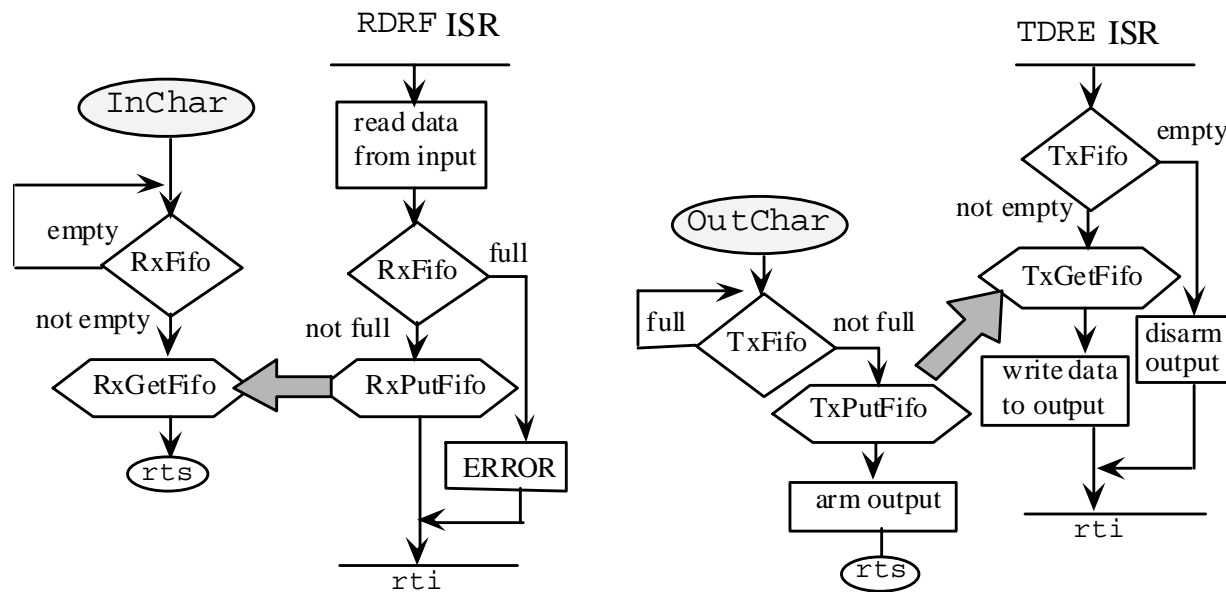 RDRF ISR
InChar
read data
from input
empty
RxFifo
not empty
RxFifo
full
not full
RxGetFifo
RxPutFifo
ERROR
rts
rti
TDRE ISR
OutChar
TxFifo
empty
not empty
full
TxFifo
not full
TxGetFifo
disarm
output
write data
to output
TxPutFifo
arm output
rts
rti